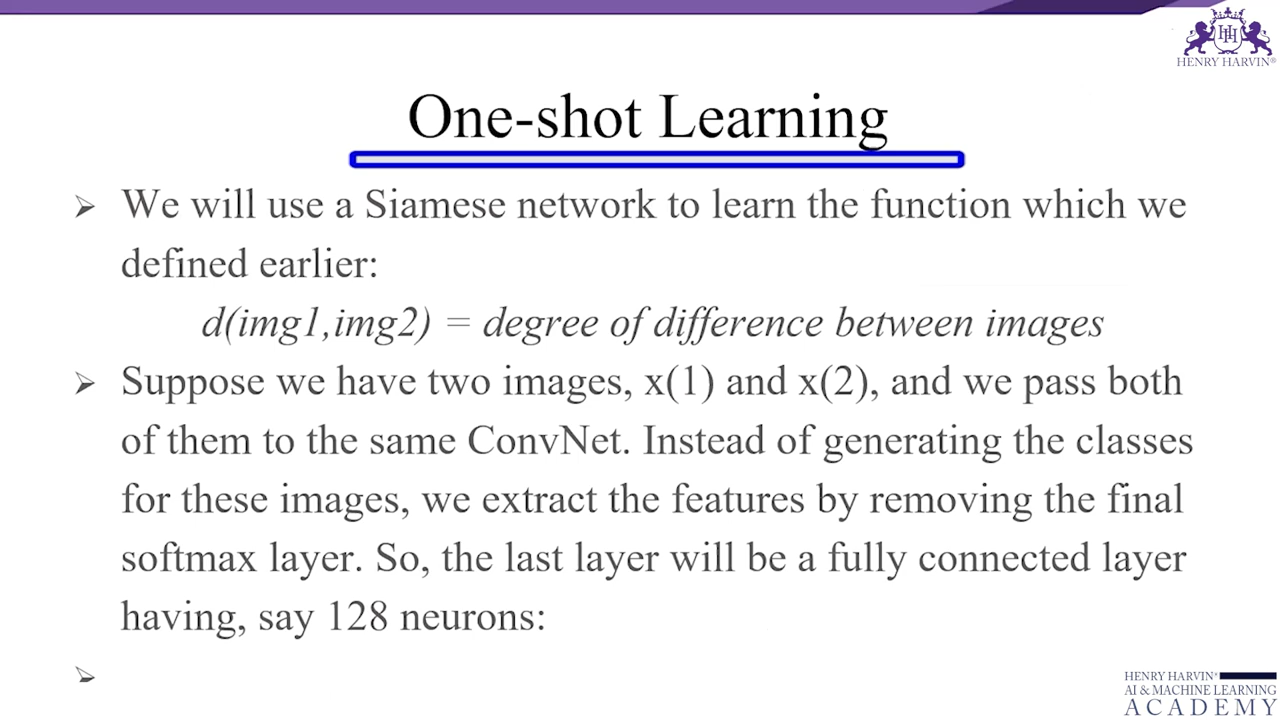 HENRY HARVIN®
One-shot Learning
➢ We will use a Siamese network to learn the function which we
defined earlier:
d(img1,img2) = degree of difference between images
➢ Suppose we have two images, x(1) and x(2), and we pass both
of them to the same ConvNet. Instead of generating the classes
for these images, we extract the features by removing the final
softmax layer. So, the last layer will be a fully connected layer
having, say 128 neurons:
➢
HENRY HARVIN®
AI & MACHINE LEARNING
ACADEMY